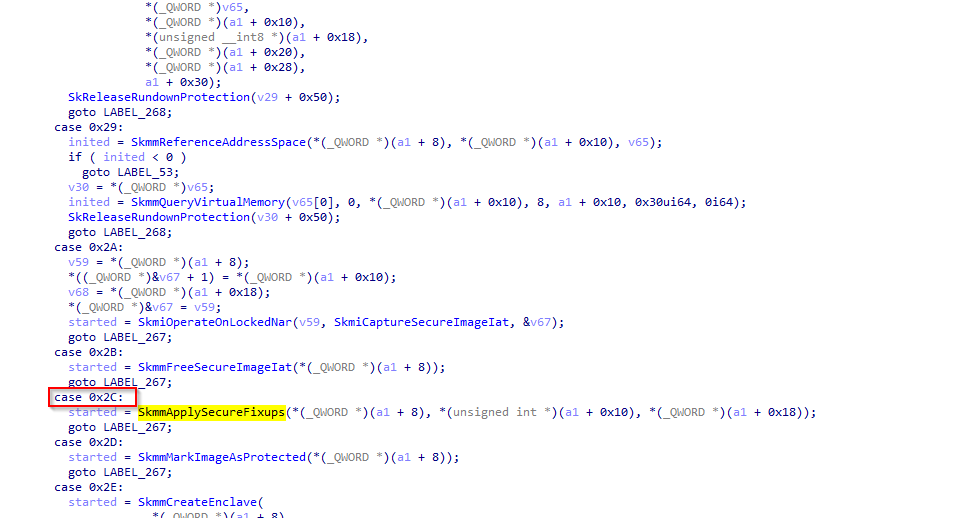 *(_QWORD *)v65,
*(_QWORD *)(a1 + 0x10),
*(unsigned __int8 *)(a1 + 0x18),
*(_QWORD *)(a1 + 0x20),
*(_QWORD *)(a1 + 0x28),
a1 + 0x30);
SkReleaseRundownProtection(v29 + 0x50);
goto LABEL_268;
case 0x29:
inited = SkmmReferenceAddressSpace(*(_QWORD *)(a1 + 8), *(_QWORD *)(a1 + 0x10), v65);
if ( inited < 0 )
goto LABEL_53;
v30 = *(_QWORD *)v65;
inited = SkmmQueryVirtualMemory(v65[0], 0, *(_QWORD *)(a1 + 0x10), 8, a1 + 0x10, 0x30ui64, 0i64);
SkReleaseRundownProtection(v30 + 0x50);
goto LABEL_268;
case 0x2A:
v59 = *(_QWORD *)(a1 + 8);
*((_QWORD *)&v67 + 1) = *(_QWORD *)(a1 + 0x10);
v68 = *(_QWORD *)(a1 + 0x18);
*(_QWORD *)&v67 = v59;
started = SkmiOperateOnLockedNar(v59, SkmiCaptureSecureImageIat, &v67);
goto LABEL_267;
case 0x2B:
started = SkmmFreeSecureImageIat(*(_QWORD *)(a1 + 8));
goto LABEL_267;
case 0x2C:
started = SkmmApplySecureFixups(*(_QWORD *)(a1 + 8), *(unsigned int *)(a1 + 0x10), *(_QWORD *)(a1 + 0x18));
goto LABEL_267;
case 0x2D:
started = SkmmMarkImageAsProtected(*(_QWORD *)(a1 + 8));
goto LABEL_267;
case 0x2E:
started = SkmmCreateEnclave(
*(_QWORD *)(a1 + 8)